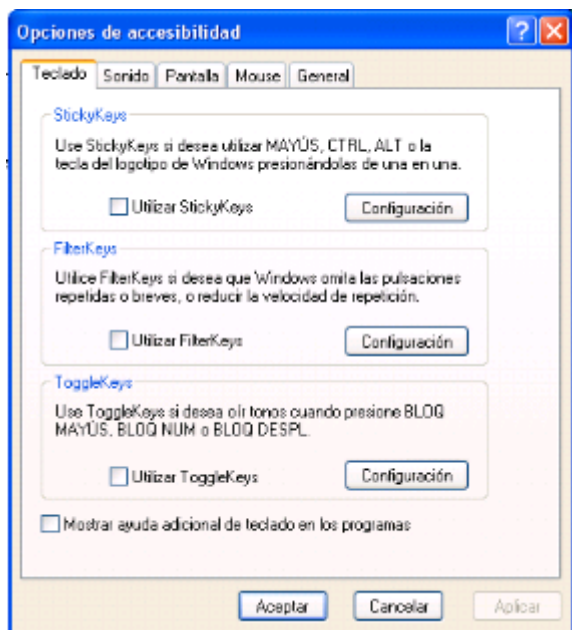 Opciones de accesibilidad
Teclado Sonido Pantalla Mouse General
StickyKeys
Use StickyKeys si desea utilizar MAYÚS, CTRL, ALT o la
tecla del logotipo de Windows presionándolas de una en una.
Utilizar StickyKeys Configuración
FilterKeys
Utilice FilterKeys si desea que Windows omita las pulsaciones
repetidas o breves, o reducir la velocidad de repetición.
Utilizar FilterKeys Configuración
ToggleKeys
Use ToggleKeys si desea oír tonos cuando presione BLOQ
MAYÚS, BLOQ NUM o BLOQ DESPL.
Utilizar ToggleKeys Configuración
Mostrar ayuda adicional de teclado en los programas
Aceptar Cancelar Aplicar